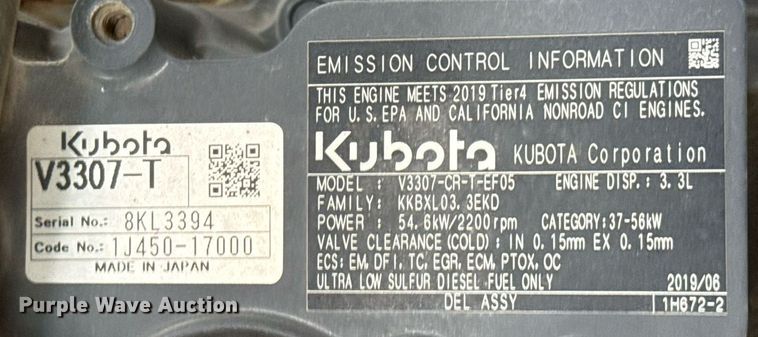 Kubota
V3307-T
Serial No.: 8KL3394
Code No.: 1J450-17000
MADE IN JAPAN
EMISSION CONTROL INFORMATION
THIS ENGINE MEETS 2019 Tier4 EMISSION REGULATIONS
FOR U.S. EPA AND CALIFORNIA NONROAD CI ENGINES.
Kubota KUBOTA Corporation
MODEL : V3307-CR-T-EF05 ENGINE DISP.: 3.3L
FAMILY: KKBXL03.3EKD
POWER : 54.6kW/2200rpm CATEGORY:37-56kW
VALVE CLEARANCE(COLD): IN 0.15mm EX 0.15mm
ECS: EM, DFI, TC, EGR, ECM, PTOX, OC
ULTRA LOW SULFUR DIESEL FUEL ONLY 2019/06
DEL ASSY 1H672-2
Purple Wave Auction